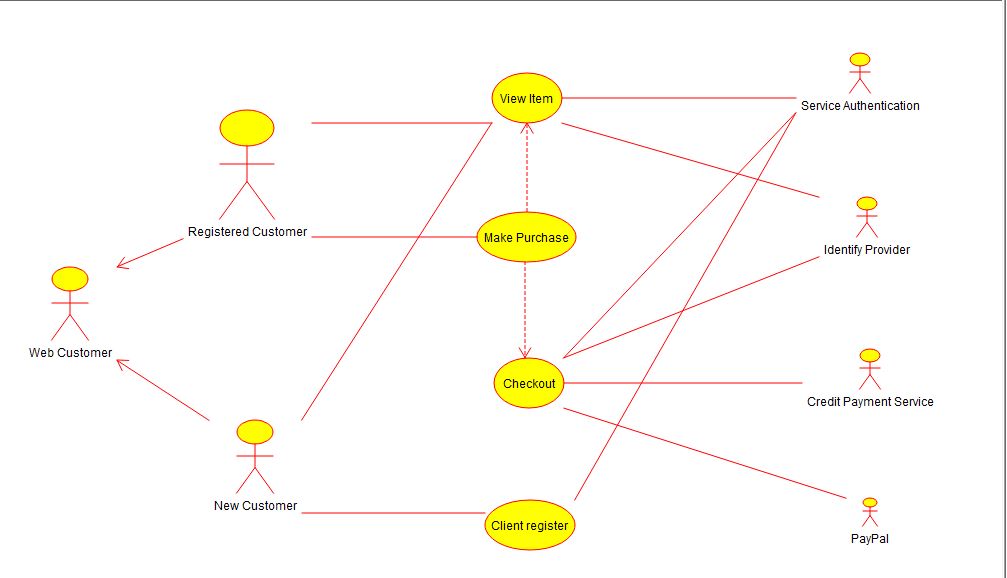 View Item
Service Authentication
Registered Customer
Make Purchase
Identify Provider
Web Customer
Checkout
Credit Payment Service
New Customer
Client register
PayPal